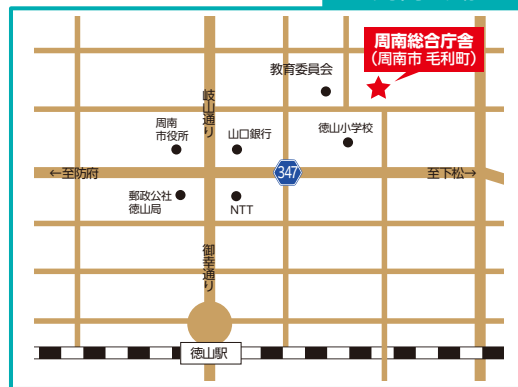 周南総合庁舎
(周南市 毛利町)
教育委員会
岐山通り
周南
市役所
山口銀行
徳山小学校
←至防府
347
至下松→
郵政公社
徳山局
NTT
御幸通り
徳山駅